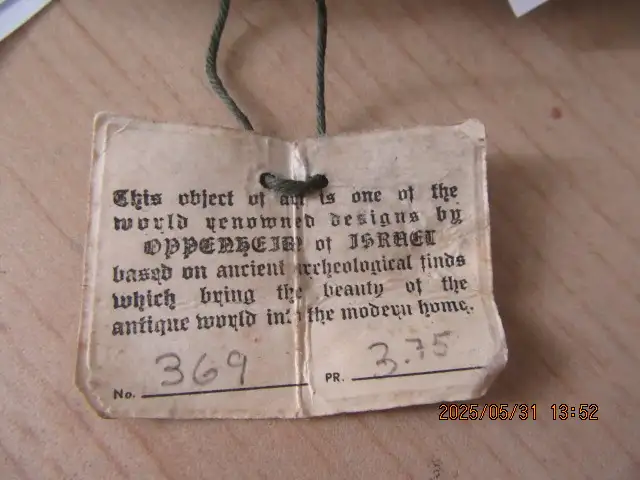 This object of art is one of the
world renowned designs by
OPPENHEIM of ISRAEL
based on ancient archeological finds
which bring the beauty of the
antique world into the modern home.
No. 369 PR. 3.75
2025/05/31 13:52